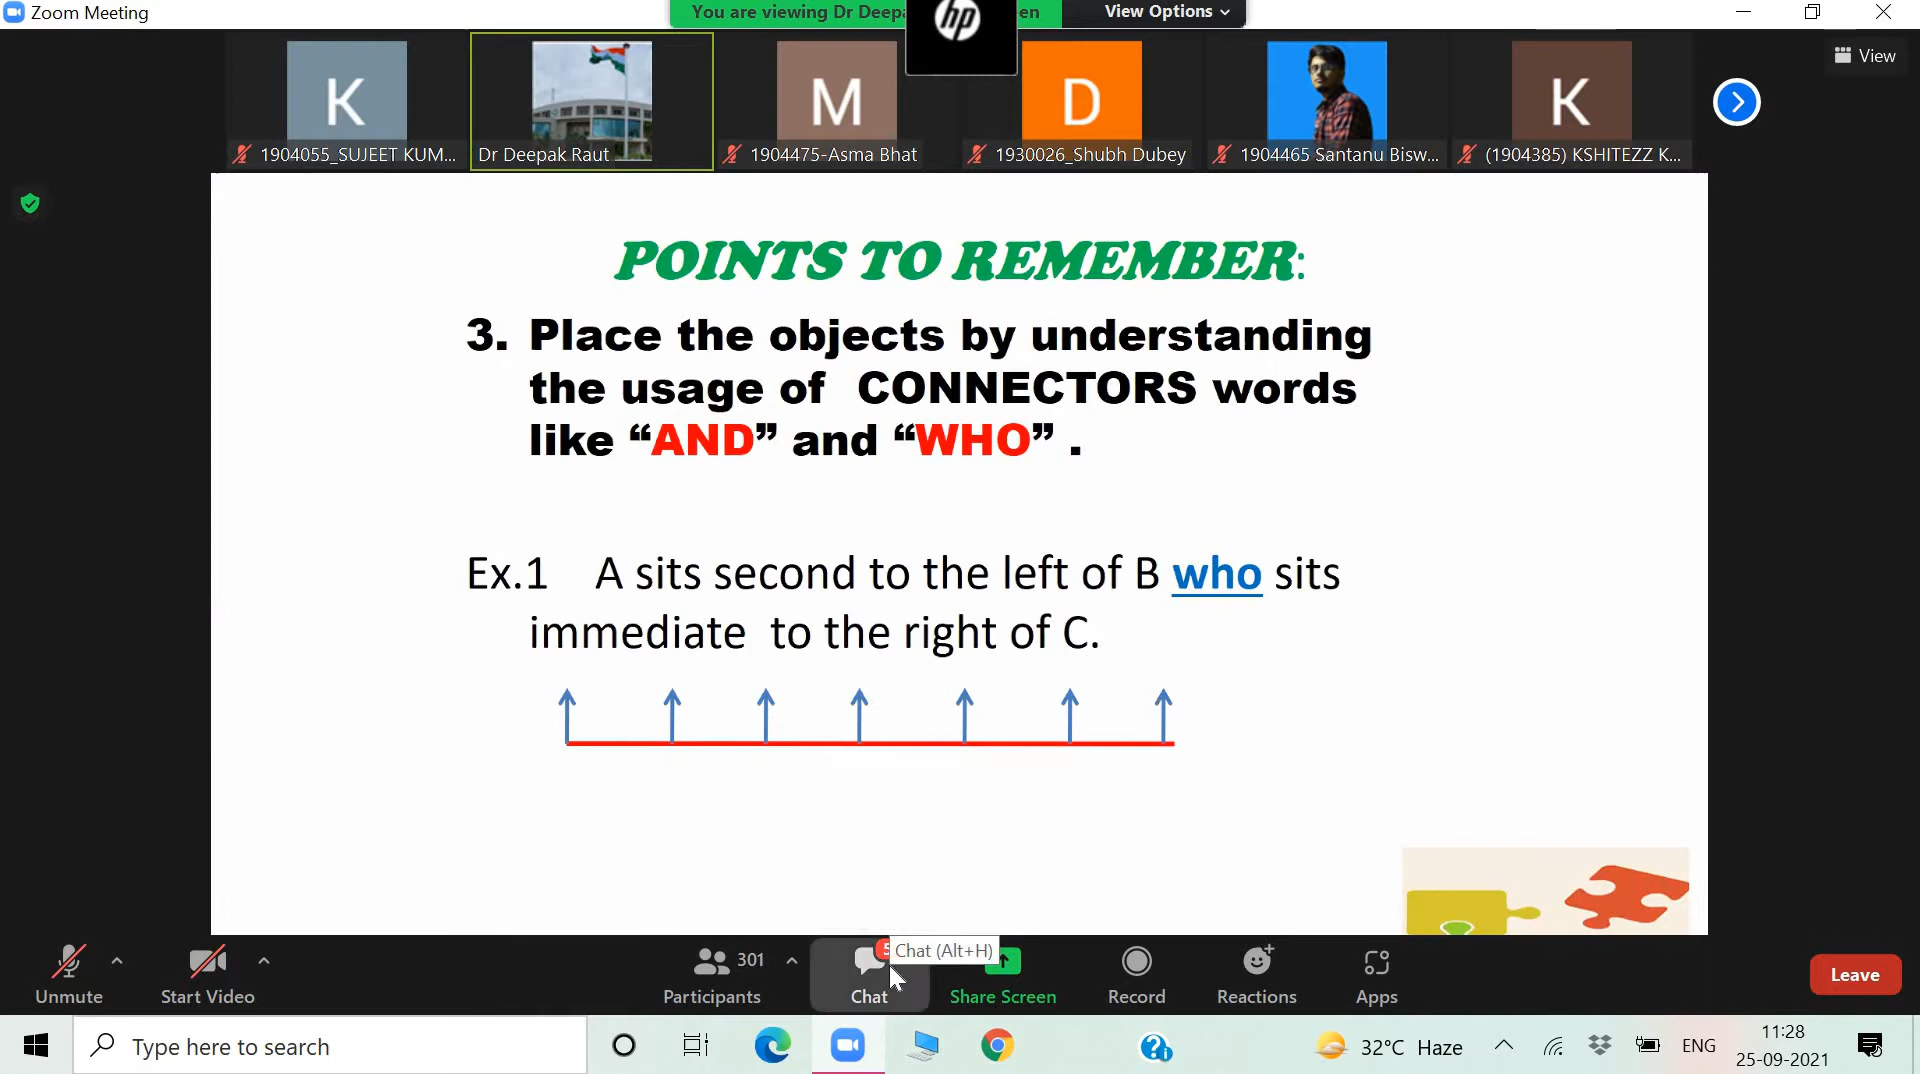 Zoom Meeting
You are viewing Dr Deepa
en
View Options
hp
View
K
M
D
K
1904055_SUJEET KUM...
Dr Deepak Raut
1904475-Asma Bhat
1930026_Shubh Dubey
1904465 Santanu Bisw...
(1904385) KSHITEZZ K...
POINTS TO REMEMBER:
3. Place the objects by understanding
the usage of CONNECTORS words
like “AND” and “WHO” .
Ex.1 A sits second to the left of B who sits
immediate to the right of C.
301
Chat (Alt+H)
Unmute
Start Video
Participants
Chat
Share Screen
Record
Reactions
Apps
Leave
Type here to search
32°C Haze
ENG
11:28
25-09-2021